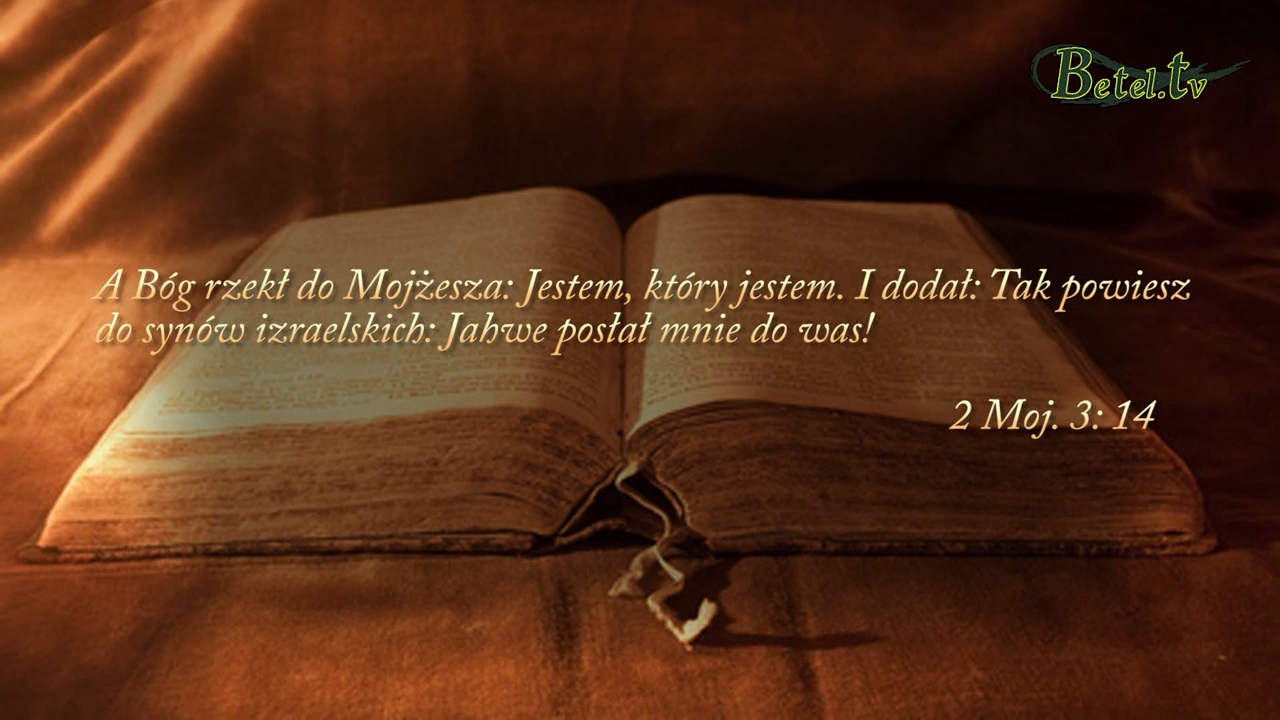 Betel.tv
A Bóg rzekł do Mojżesza: Jestem, który jestem. I dodał: Tak powiesz
do synów izraelskich: Jahwe posłał mnie do was!
2 Moj. 3: 14